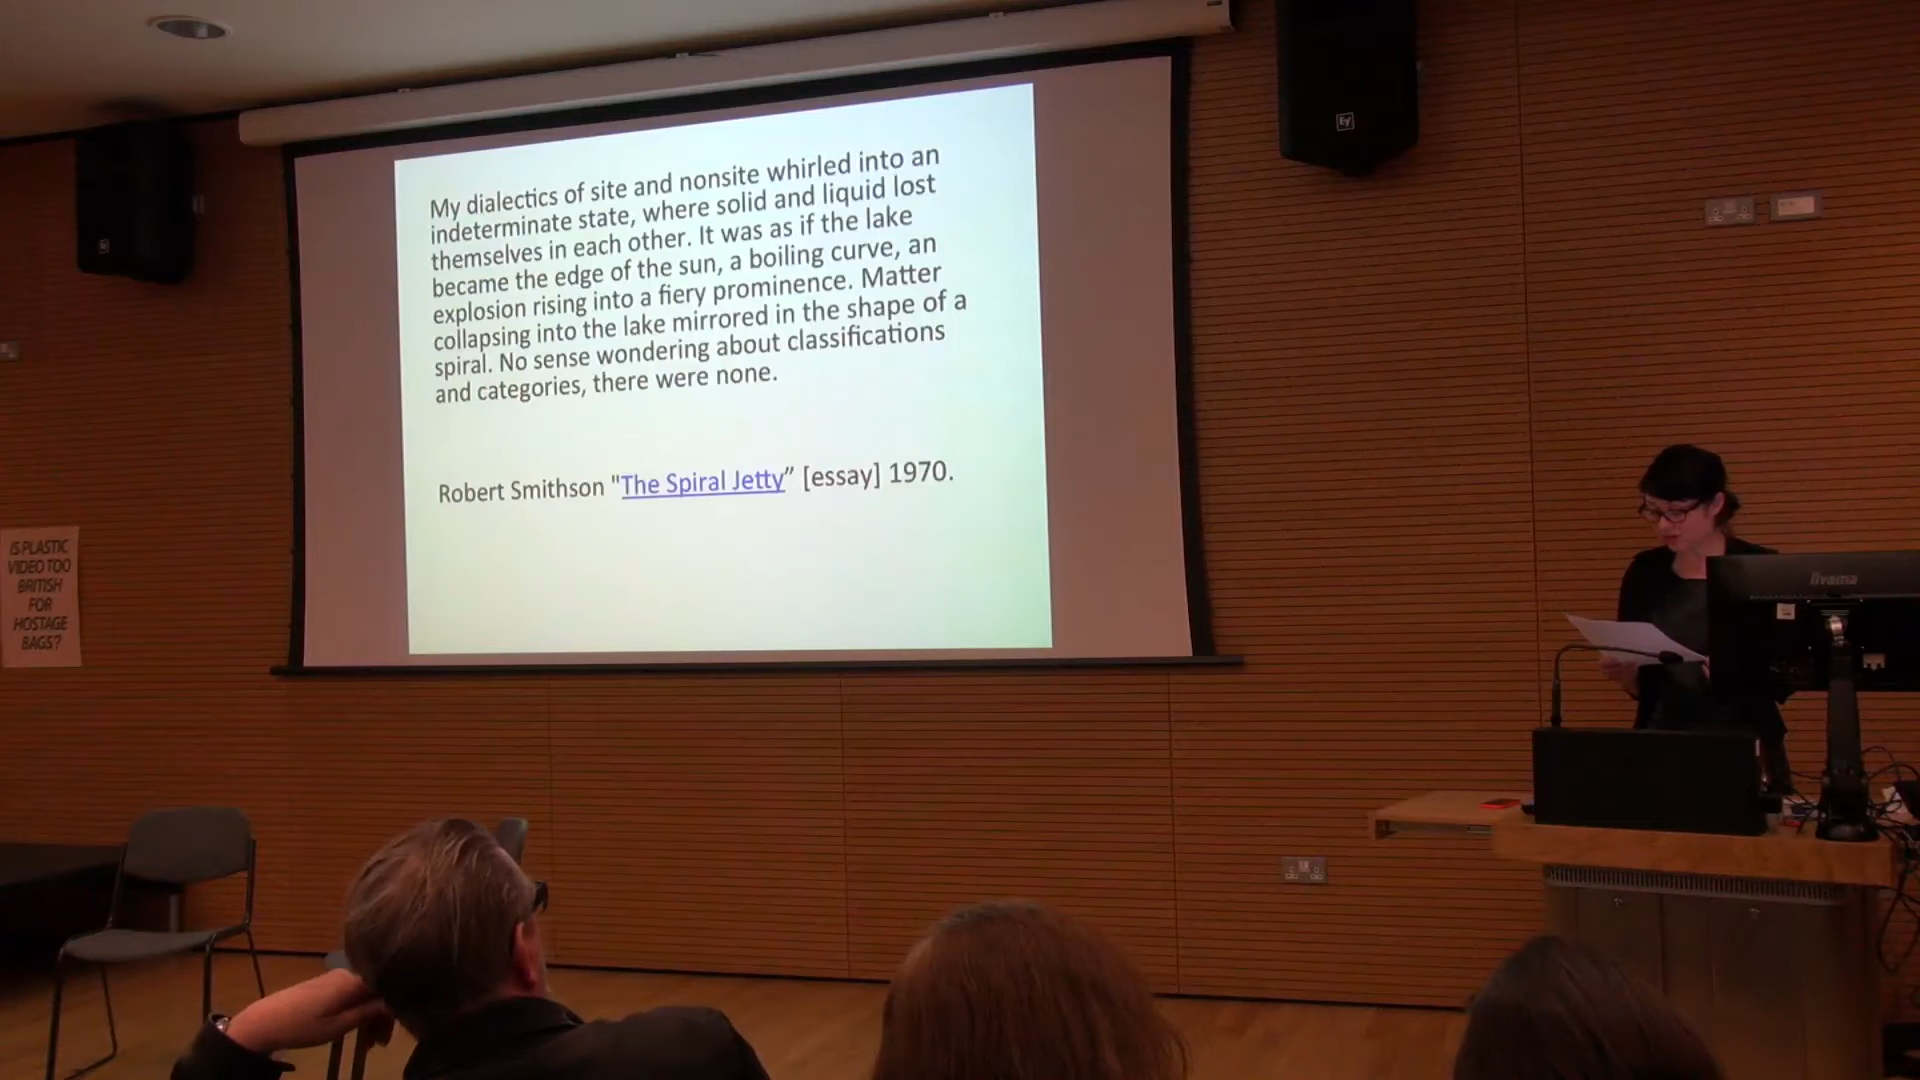 My dialectics of site and nonsite whirled into an
indeterminate state, where solid and liquid lost
themselves in each other. It was as if the lake
became the edge of the sun, a boiling curve, an
explosion rising into a fiery prominence. Matter
collapsing into the lake mirrored in the shape of a
spiral. No sense wondering about classifications
and categories, there were none.
Robert Smithson "The Spiral Jetty” [essay] 1970.
IS PLASTIC
VIDEO TOO
BRITISH
FOR
HOSTAGE
BAGS?
EV
iiyama